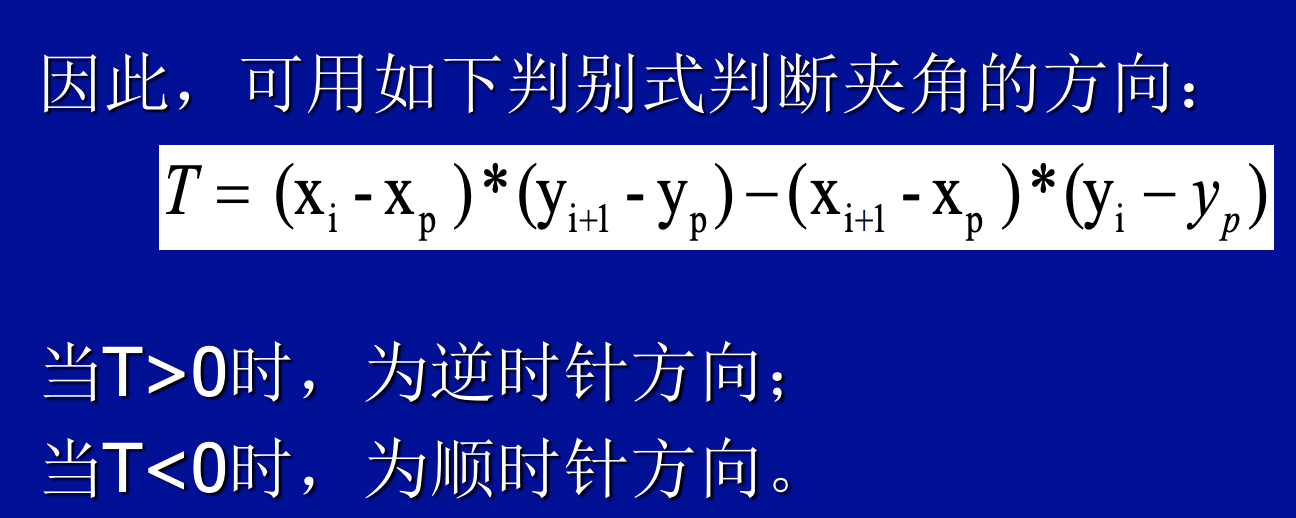 因此，可用如下判别式判断夹角的方向：
T = (xi - xp )*(yi+1 - yp) − (xi+1 - xp )*(yi − yp)
当T>0时，为逆时针方向；
当T<0时，为顺时针方向。